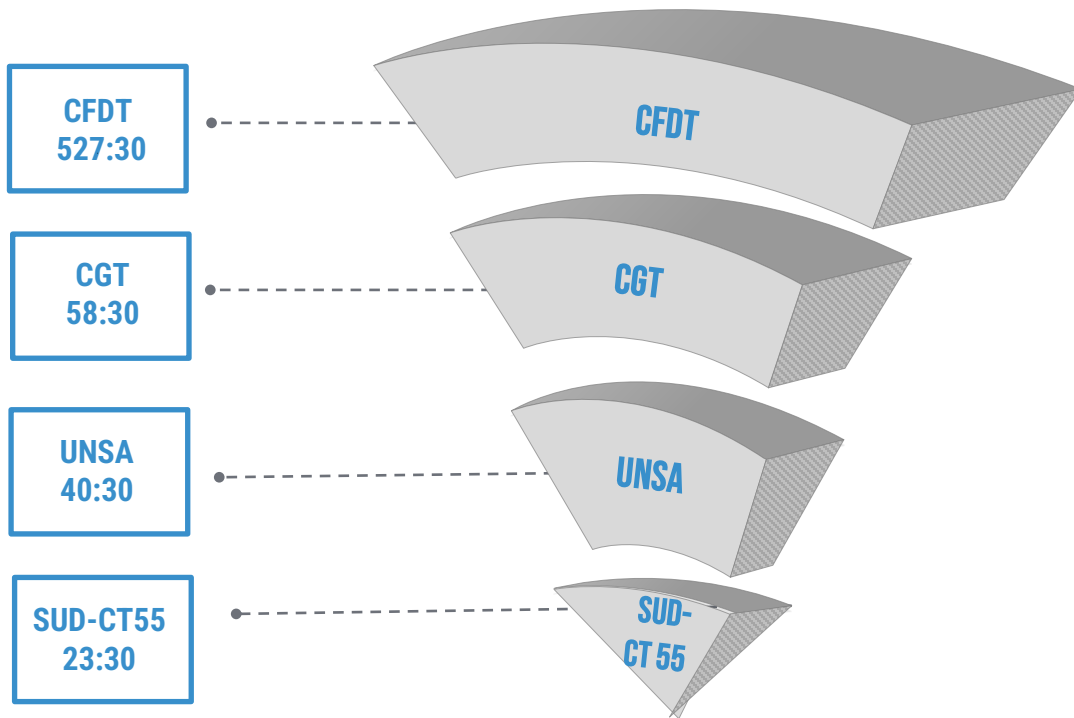 CFDT
527:30
CFDT
CGT
58:30
CGT
UNSA
40:30
UNSA
SUD-CT55
23:30
SUD-
CT 55